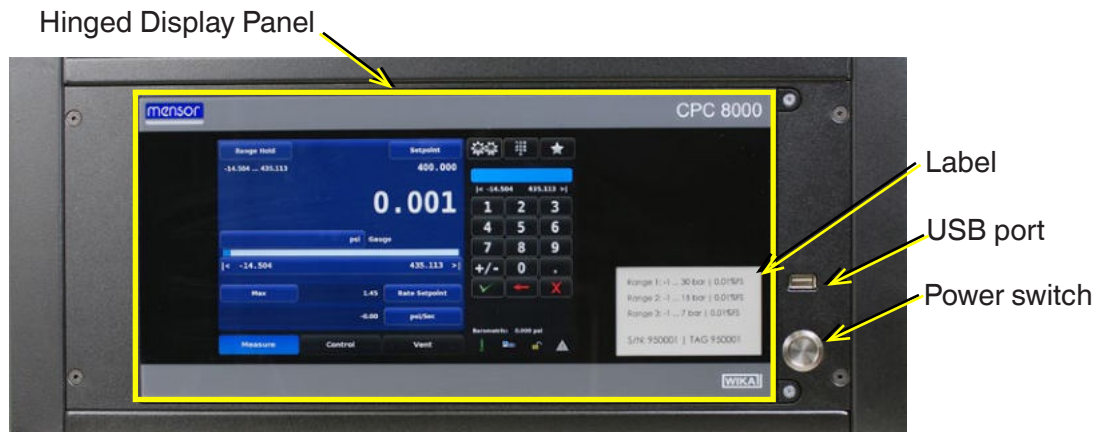 Hinged Display Panel
mensor
CPC 8000
Range Hold
Setpoint
-14.504 ... 435.113
400.000
0.001
psi Gauge
|< -14.504 435.113 >|
Max
1.45
Rate Setpoint
-0.00
psi/Sec
Measure
Control
Vent
|< -14.504 435.113 >|
1 2 3
4 5 6
7 8 9
+/- 0 .
X
Barometric: 0.000 psi
Range 1: -1 ... 30 bar | 0.01%FS
Range 2: -1 ... 15 bar | 0.01%FS
Range 3: -1 ... 7 bar | 0.01%FS
S/N: 950001 | TAG 950001
WIKA
Label
USB port
Power switch